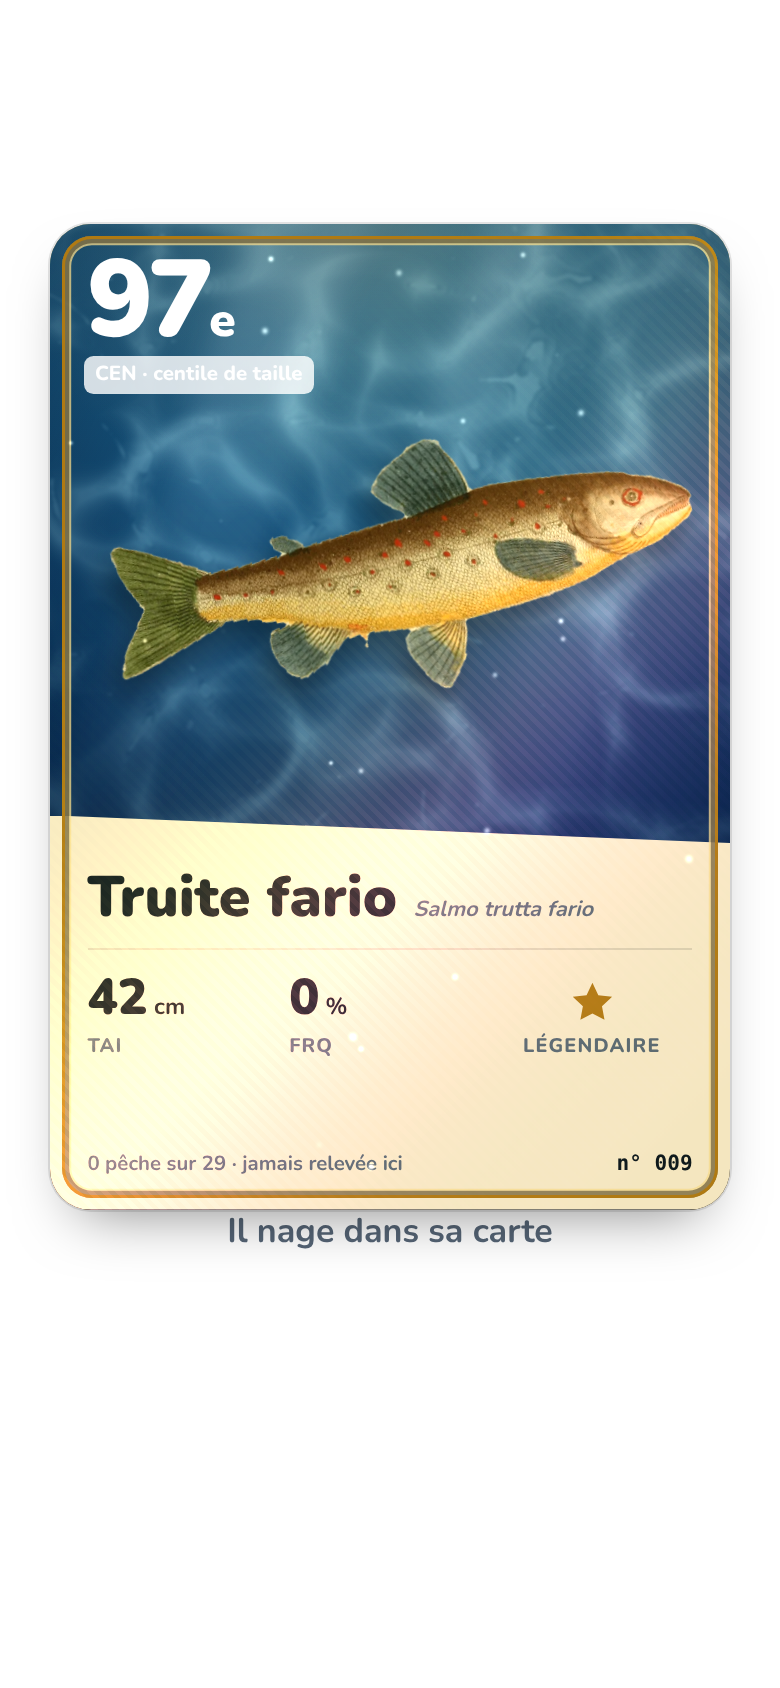 97e
CEN · centile de taille
Truite fario Salmo trutta fario
42 cm 0 %
TAI FRQ LÉGENDAIRE
0 pêche sur 29 · jamais relevée ici n° 009
Il nage dans sa carte